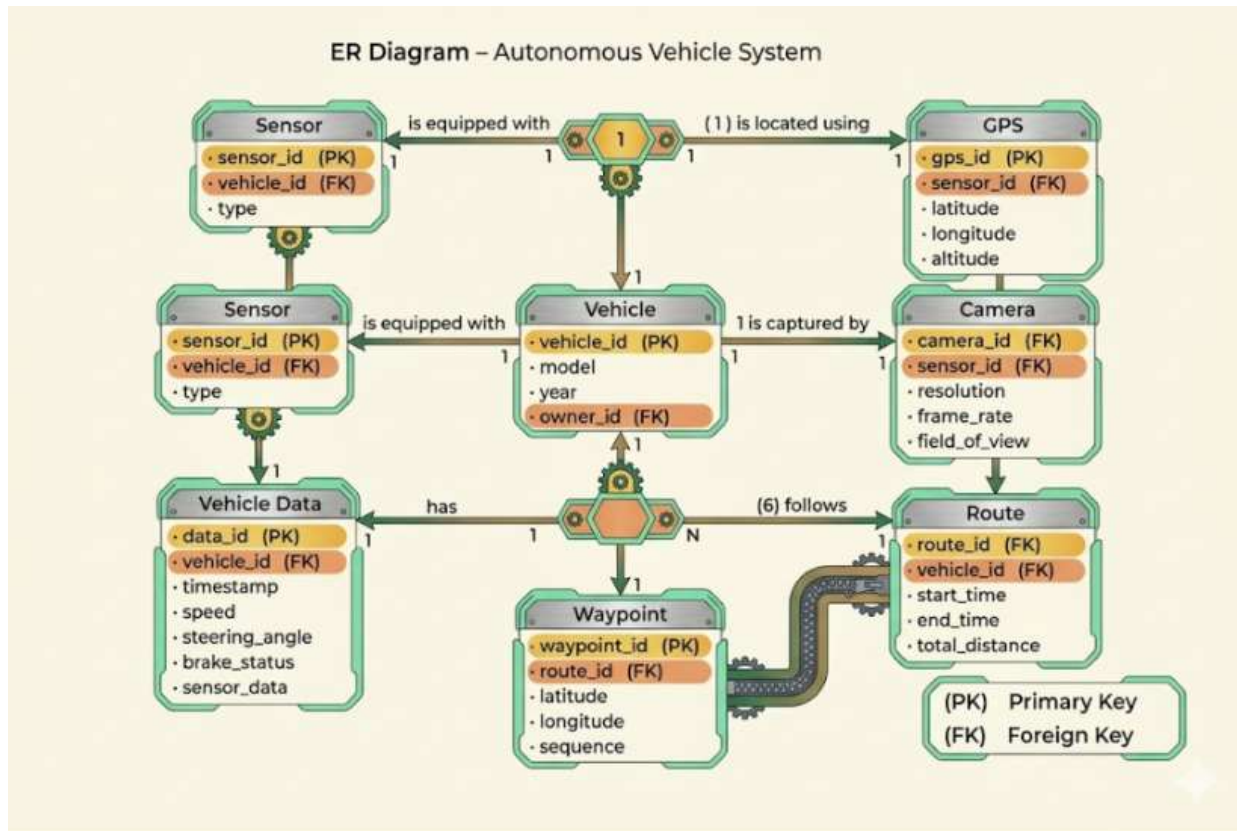 ER Diagram – Autonomous Vehicle System
Sensor
· sensor_id (PK)
· vehicle_id (FK)
· type
is equipped with
1
1
1
(1) is located using
1
1
GPS
· gps_id (PK)
· sensor_id (FK)
· latitude
· longitude
· altitude
1
Sensor
· sensor_id (PK)
· vehicle_id (FK)
· type
is equipped with
1
Vehicle
· vehicle_id (PK)
· model
· year
· owner_id (FK)
1 is captured by
1
1
Camera
· camera_id (FK)
· sensor_id (FK)
· resolution
· frame_rate
· field_of_view
1
1
Vehicle Data
· data_id (PK)
· vehicle_id (FK)
· timestamp
· speed
· steering_angle
· brake_status
· sensor_data
has
1
1
(6) follows
N
1
Route
· route_id (FK)
· vehicle_id (FK)
· start_time
· end_time
· total_distance
1
Waypoint
· waypoint_id (PK)
· route_id (FK)
· latitude
· longitude
· sequence
(PK) Primary Key
(FK) Foreign Key